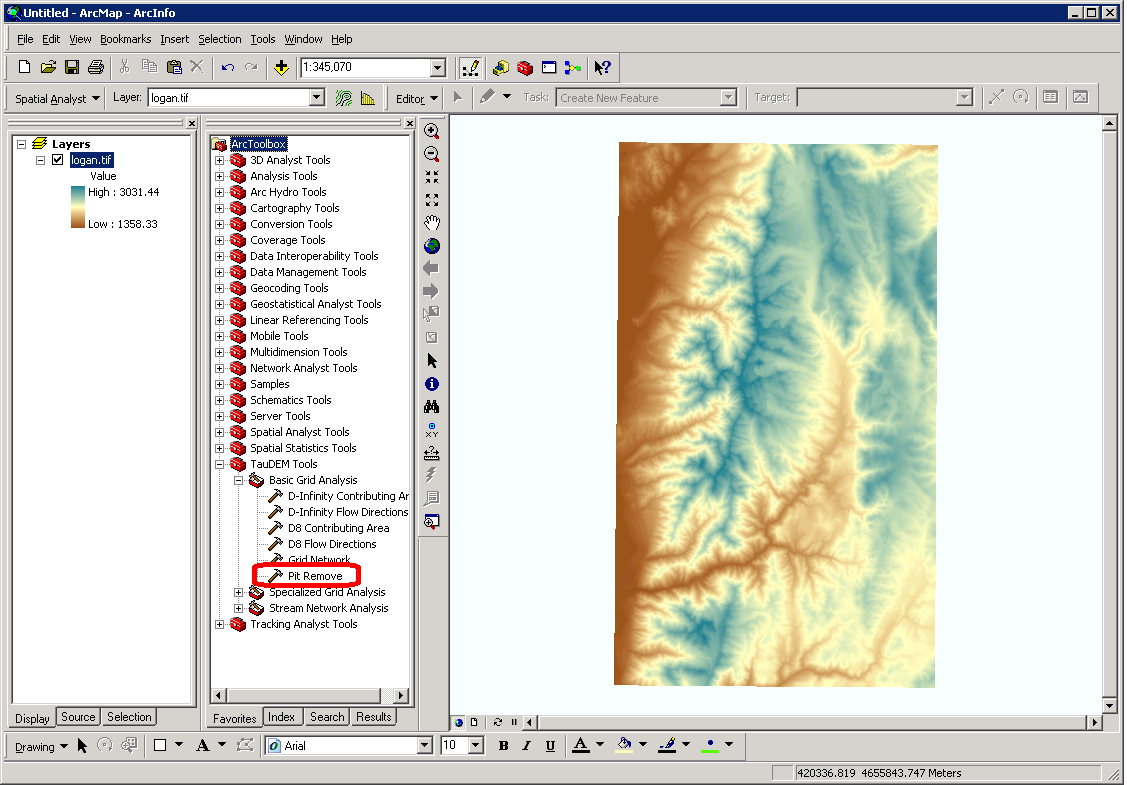 Untitled - ArcMap - ArcInfo
File Edit View Bookmarks Insert Selection Tools Window Help
1:345,070
Spatial Analyst Layer: logan.tif Editor Task: Create New Feature Target:
Layers
logan.tif
Value
High : 3031.44
Low : 1358.33
Display Source Selection
ArcToolbox
3D Analyst Tools
Analysis Tools
Arc Hydro Tools
Cartography Tools
Conversion Tools
Coverage Tools
Data Interoperability Tools
Data Management Tools
Geocoding Tools
Geostatistical Analyst Tools
Linear Referencing Tools
Mobile Tools
Multidimension Tools
Network Analyst Tools
Samples
Schematics Tools
Server Tools
Spatial Analyst Tools
Spatial Statistics Tools
TauDEM Tools
Basic Grid Analysis
D-Infinity Contributing Ar
D-Infinity Flow Directions
D8 Contributing Area
D8 Flow Directions
Grid Network
Pit Remove
Specialized Grid Analysis
Stream Network Analysis
Tracking Analyst Tools
Favorites Index Search Results
XY
Drawing A Arial 10 B I U A
420336.819 4655843.747 Meters